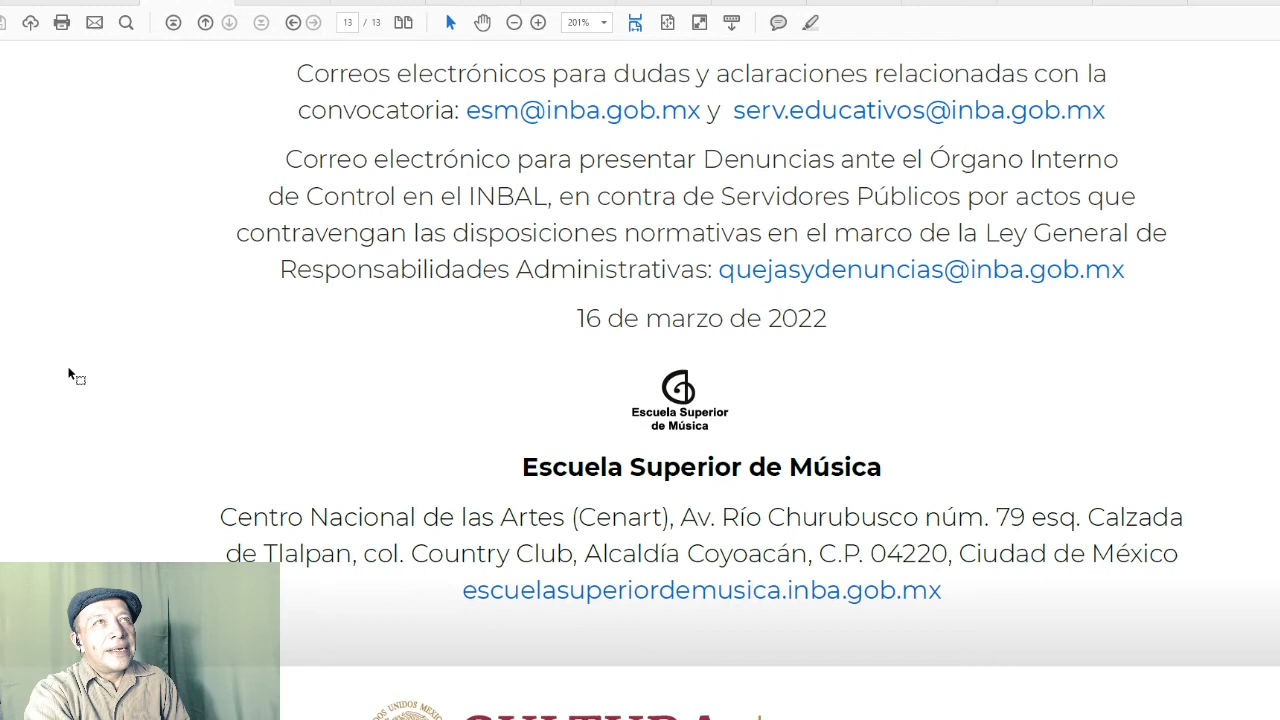 13 / 13
201%
Correos electrónicos para dudas y aclaraciones relacionadas con la
convocatoria: esm@inba.gob.mx y serv.educativos@inba.gob.mx
Correo electrónico para presentar Denuncias ante el Órgano Interno
de Control en el INBAL, en contra de Servidores Públicos por actos que
contravengan las disposiciones normativas en el marco de la Ley General de
Responsabilidades Administrativas: quejasydenuncias@inba.gob.mx
16 de marzo de 2022
Escuela Superior
de Música
Escuela Superior de Música
Centro Nacional de las Artes (Cenart), Av. Río Churubusco núm. 79 esq. Calzada
de Tlalpan, col. Country Club, Alcaldía Coyoacán, C.P. 04220, Ciudad de México
escuelasuperiordemusica.inba.gob.mx
CULTURA